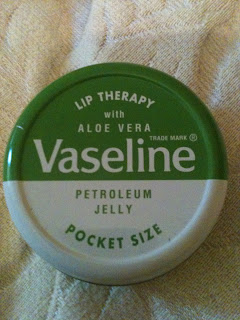 LIP THERAPY
with
ALOE VERA
TRADE MARK ®
Vaseline
PETROLEUM
JELLY
POCKET SIZE